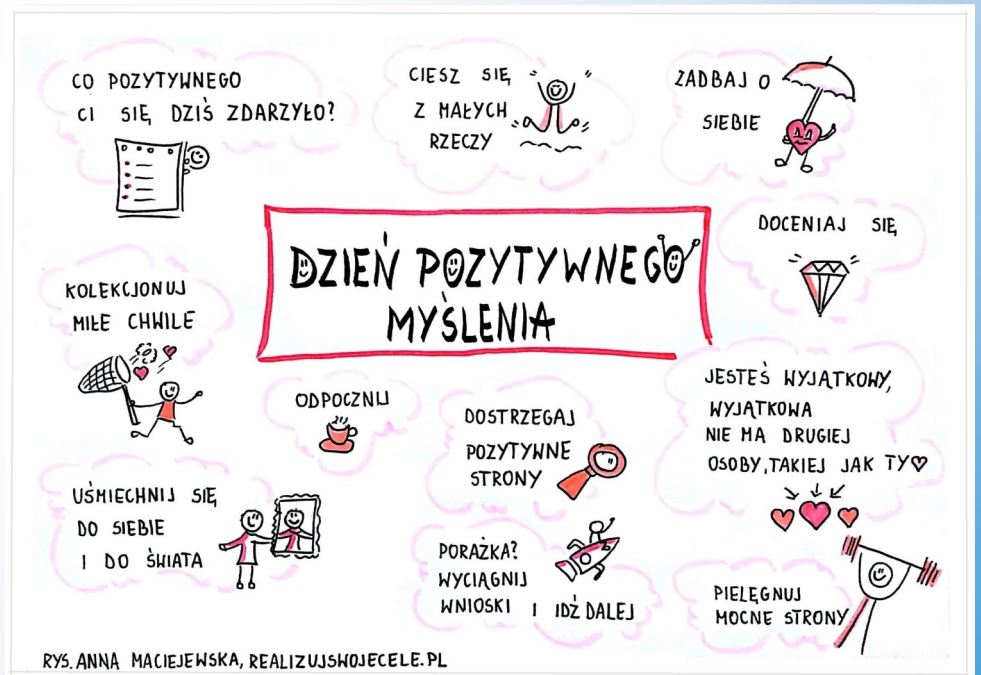 CO POZYTYWNEGO
CI SIĘ DZIŚ ZDARZYŁO?
CIESZ SIĘ
Z MAŁYCH
RZECZY
ZADBAJ O
SIEBIE
DZIEŃ POZYTYWNEGO
MYŚLENIA
DOCENIAJ SIĘ
KOLEKCJONUJ
MIŁE CHWILE
ODPOCZNIJ
DOSTRZEGAJ
POZYTYWNE
STRONY
JESTEŚ WYJĄTKOWY,
WYJĄTKOWA
NIE MA DRUGIEJ
OSOBY, TAKIEJ JAK TY♡
UŚMIECHNIJ SIĘ
DO SIEBIE
I DO ŚWIATA
PORAŻKA?
WYCIĄGNIJ
WNIOSKI I IDŹ DALEJ
PIELĘGNUJ
MOCNE STRONY
RYS. ANNA MACIEJEWSKA, REALIZUJSWOJECELE.PL